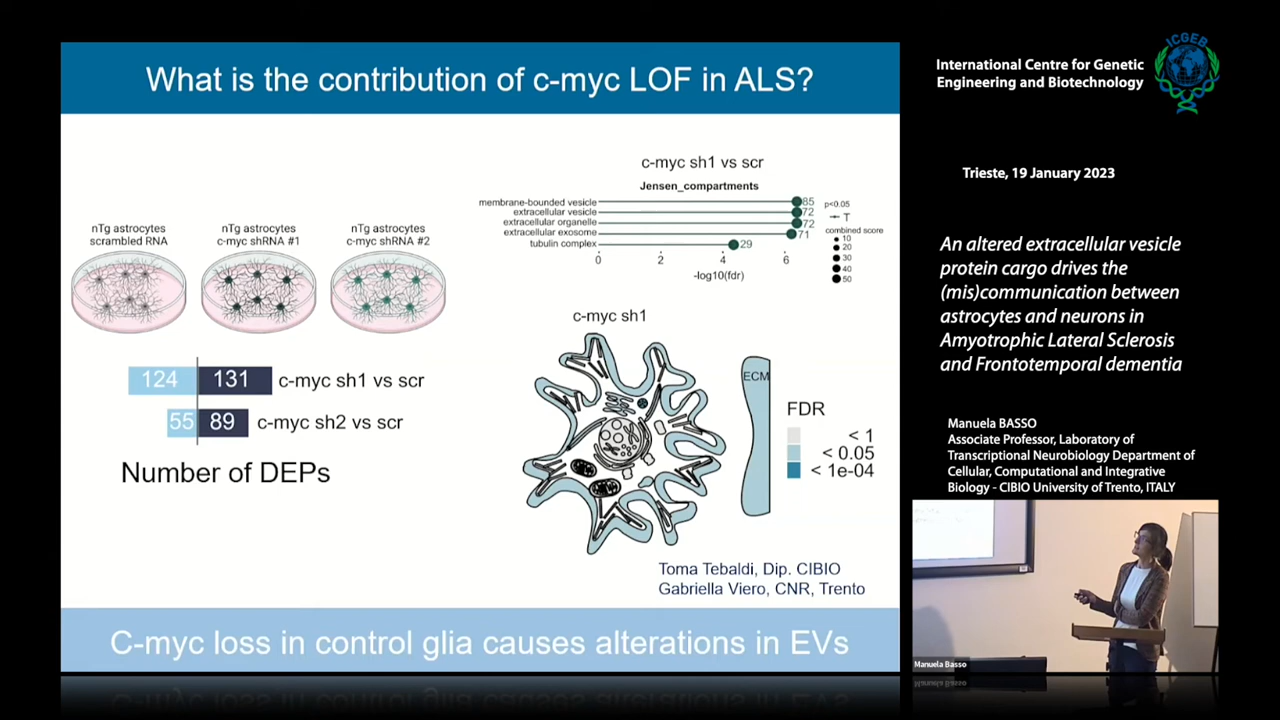 What is the contribution of c-myc LOF in ALS?
nTg astrocytes
scrambled RNA
nTg astrocytes
c-myc shRNA #1
nTg astrocytes
c-myc shRNA #2
124 131 c-myc sh1 vs scr
55 89 c-myc sh2 vs scr
Number of DEPs
c-myc sh1 vs scr
Jensen_compartments
membrane-bounded vesicle 85
extracellular vesicle 72
extracellular organelle 72
extracellular exosome 71
tubulin complex 29
0 2 4 6
-log10(fdr)
p<0.05
T
combined score
10
20
30
40
50
c-myc sh1
ECM
FDR
< 1
< 0.05
< 1e-04
Toma Tebaldi, Dip. CIBIO
Gabriella Viero, CNR, Trento
C-myc loss in control glia causes alterations in EVs
International Centre for Genetic
Engineering and Biotechnology
ICGEB
Trieste, 19 January 2023
An altered extracellular vesicle
protein cargo drives the
(mis)communication between
astrocytes and neurons in
Amyotrophic Lateral Sclerosis
and Frontotemporal dementia
Manuela BASSO
Associate Professor, Laboratory of
Transcriptional Neurobiology Department of
Cellular, Computational and Integrative
Biology - CIBIO University of Trento, ITALY
Manuela Basso